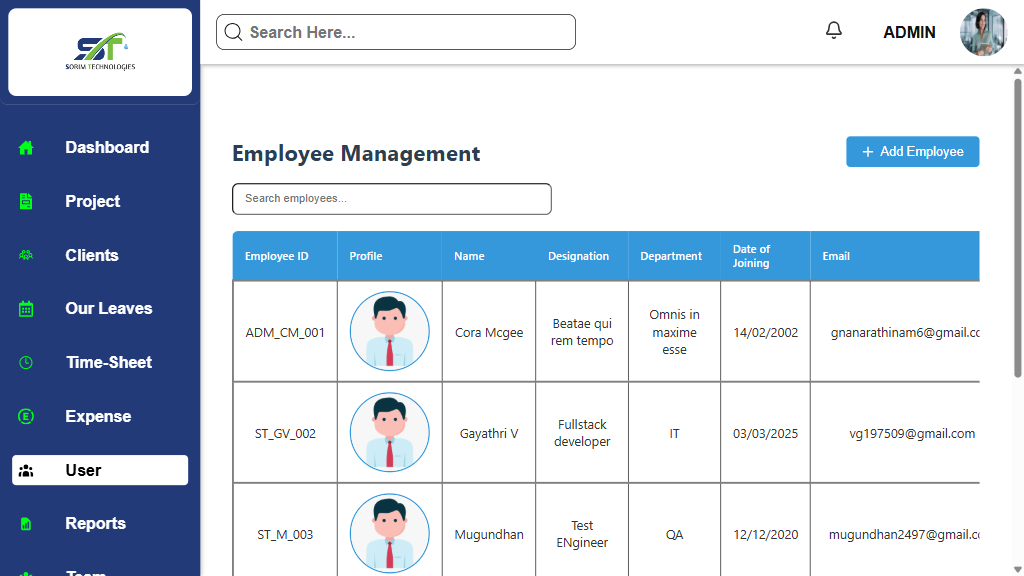 ST
SORIM TECHNOLOGIES
Search Here...
ADMIN
Dashboard
Project
Clients
Our Leaves
Time-Sheet
Expense
User
Reports
Team
Employee Management
+ Add Employee
Search employees...
Employee ID
Profile
Name
Designation
Department
Date of
Joining
Email
ADM_CM_001
Cora Mcgee
Beatae qui
rem tempo
Omnis in
maxime
esse
14/02/2002
gnanarathinam6@gmail.cc
ST_GV_002
Gayathri V
Fullstack
developer
IT
03/03/2025
vg197509@gmail.com
ST_M_003
Mugundhan
Test
ENgineer
QA
12/12/2020
mugundhan2497@gmail.cc